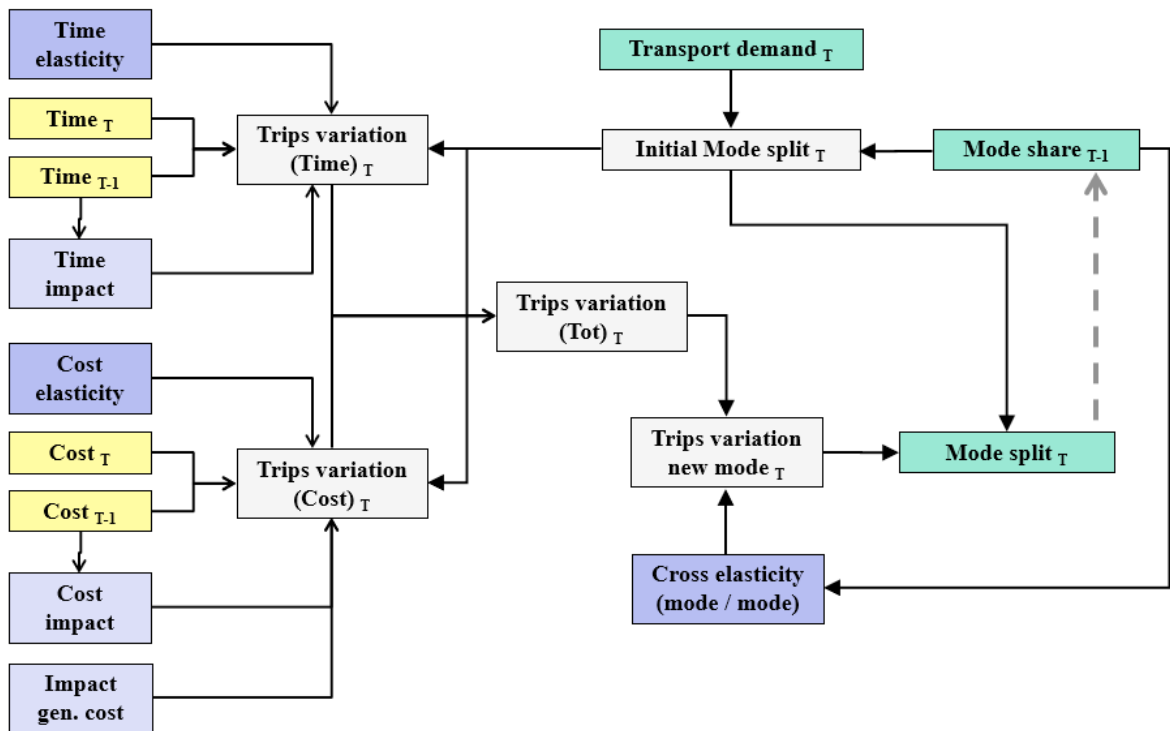 Time
elasticity
Time T
Time T-1
Time
impact
Cost
elasticity
Cost T
Cost T-1
Cost
impact
Impact
gen. cost
Trips variation
(Time) T
Trips variation
(Cost) T
Trips variation
(Tot) T
Transport demand T
Initial Mode split T
Mode share T-1
Trips variation
new mode T
Mode split T
Cross elasticity
(mode / mode)